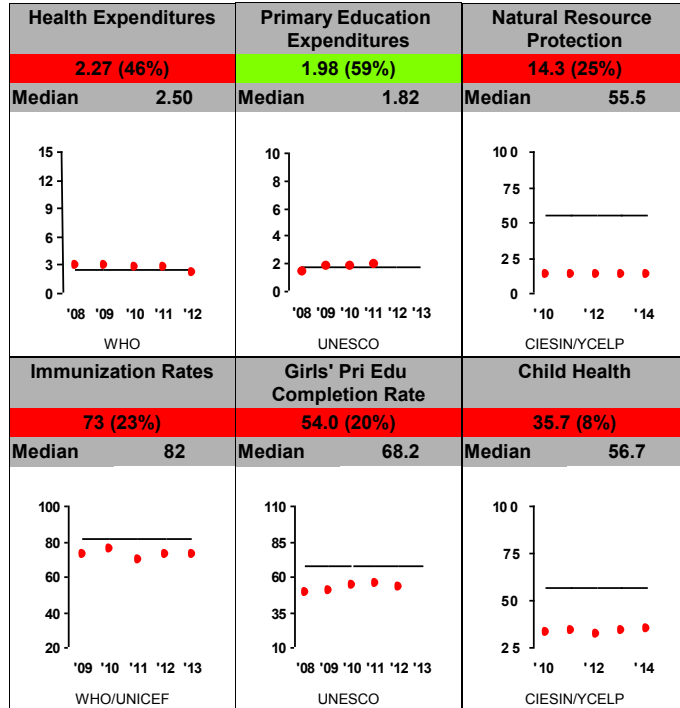 Health Expenditures
2.27 (46%)
Median 2.50
15
12
9
6
3
0
'08 '09 '10 '11 '12
WHO
Primary Education
Expenditures
1.98 (59%)
Median 1.82
10
8
6
4
2
0
'08 '09 '10 '11 '12 '13
UNESCO
Natural Resource
Protection
14.3 (25%)
Median 55.5
100
75
50
25
0
'10 '12 '14
CIESIN/YCELP
Immunization Rates
73 (23%)
Median 82
100
80
60
40
20
'09 '10 '11 '12 '13
WHO/UNICEF
Girls' Pri Edu
Completion Rate
54.0 (20%)
Median 68.2
110
85
60
35
10
'08 '09 '10 '11 '12 '13
UNESCO
Child Health
35.7 (8%)
Median 56.7
100
75
50
25
'10 '12 '14
CIESIN/YCELP